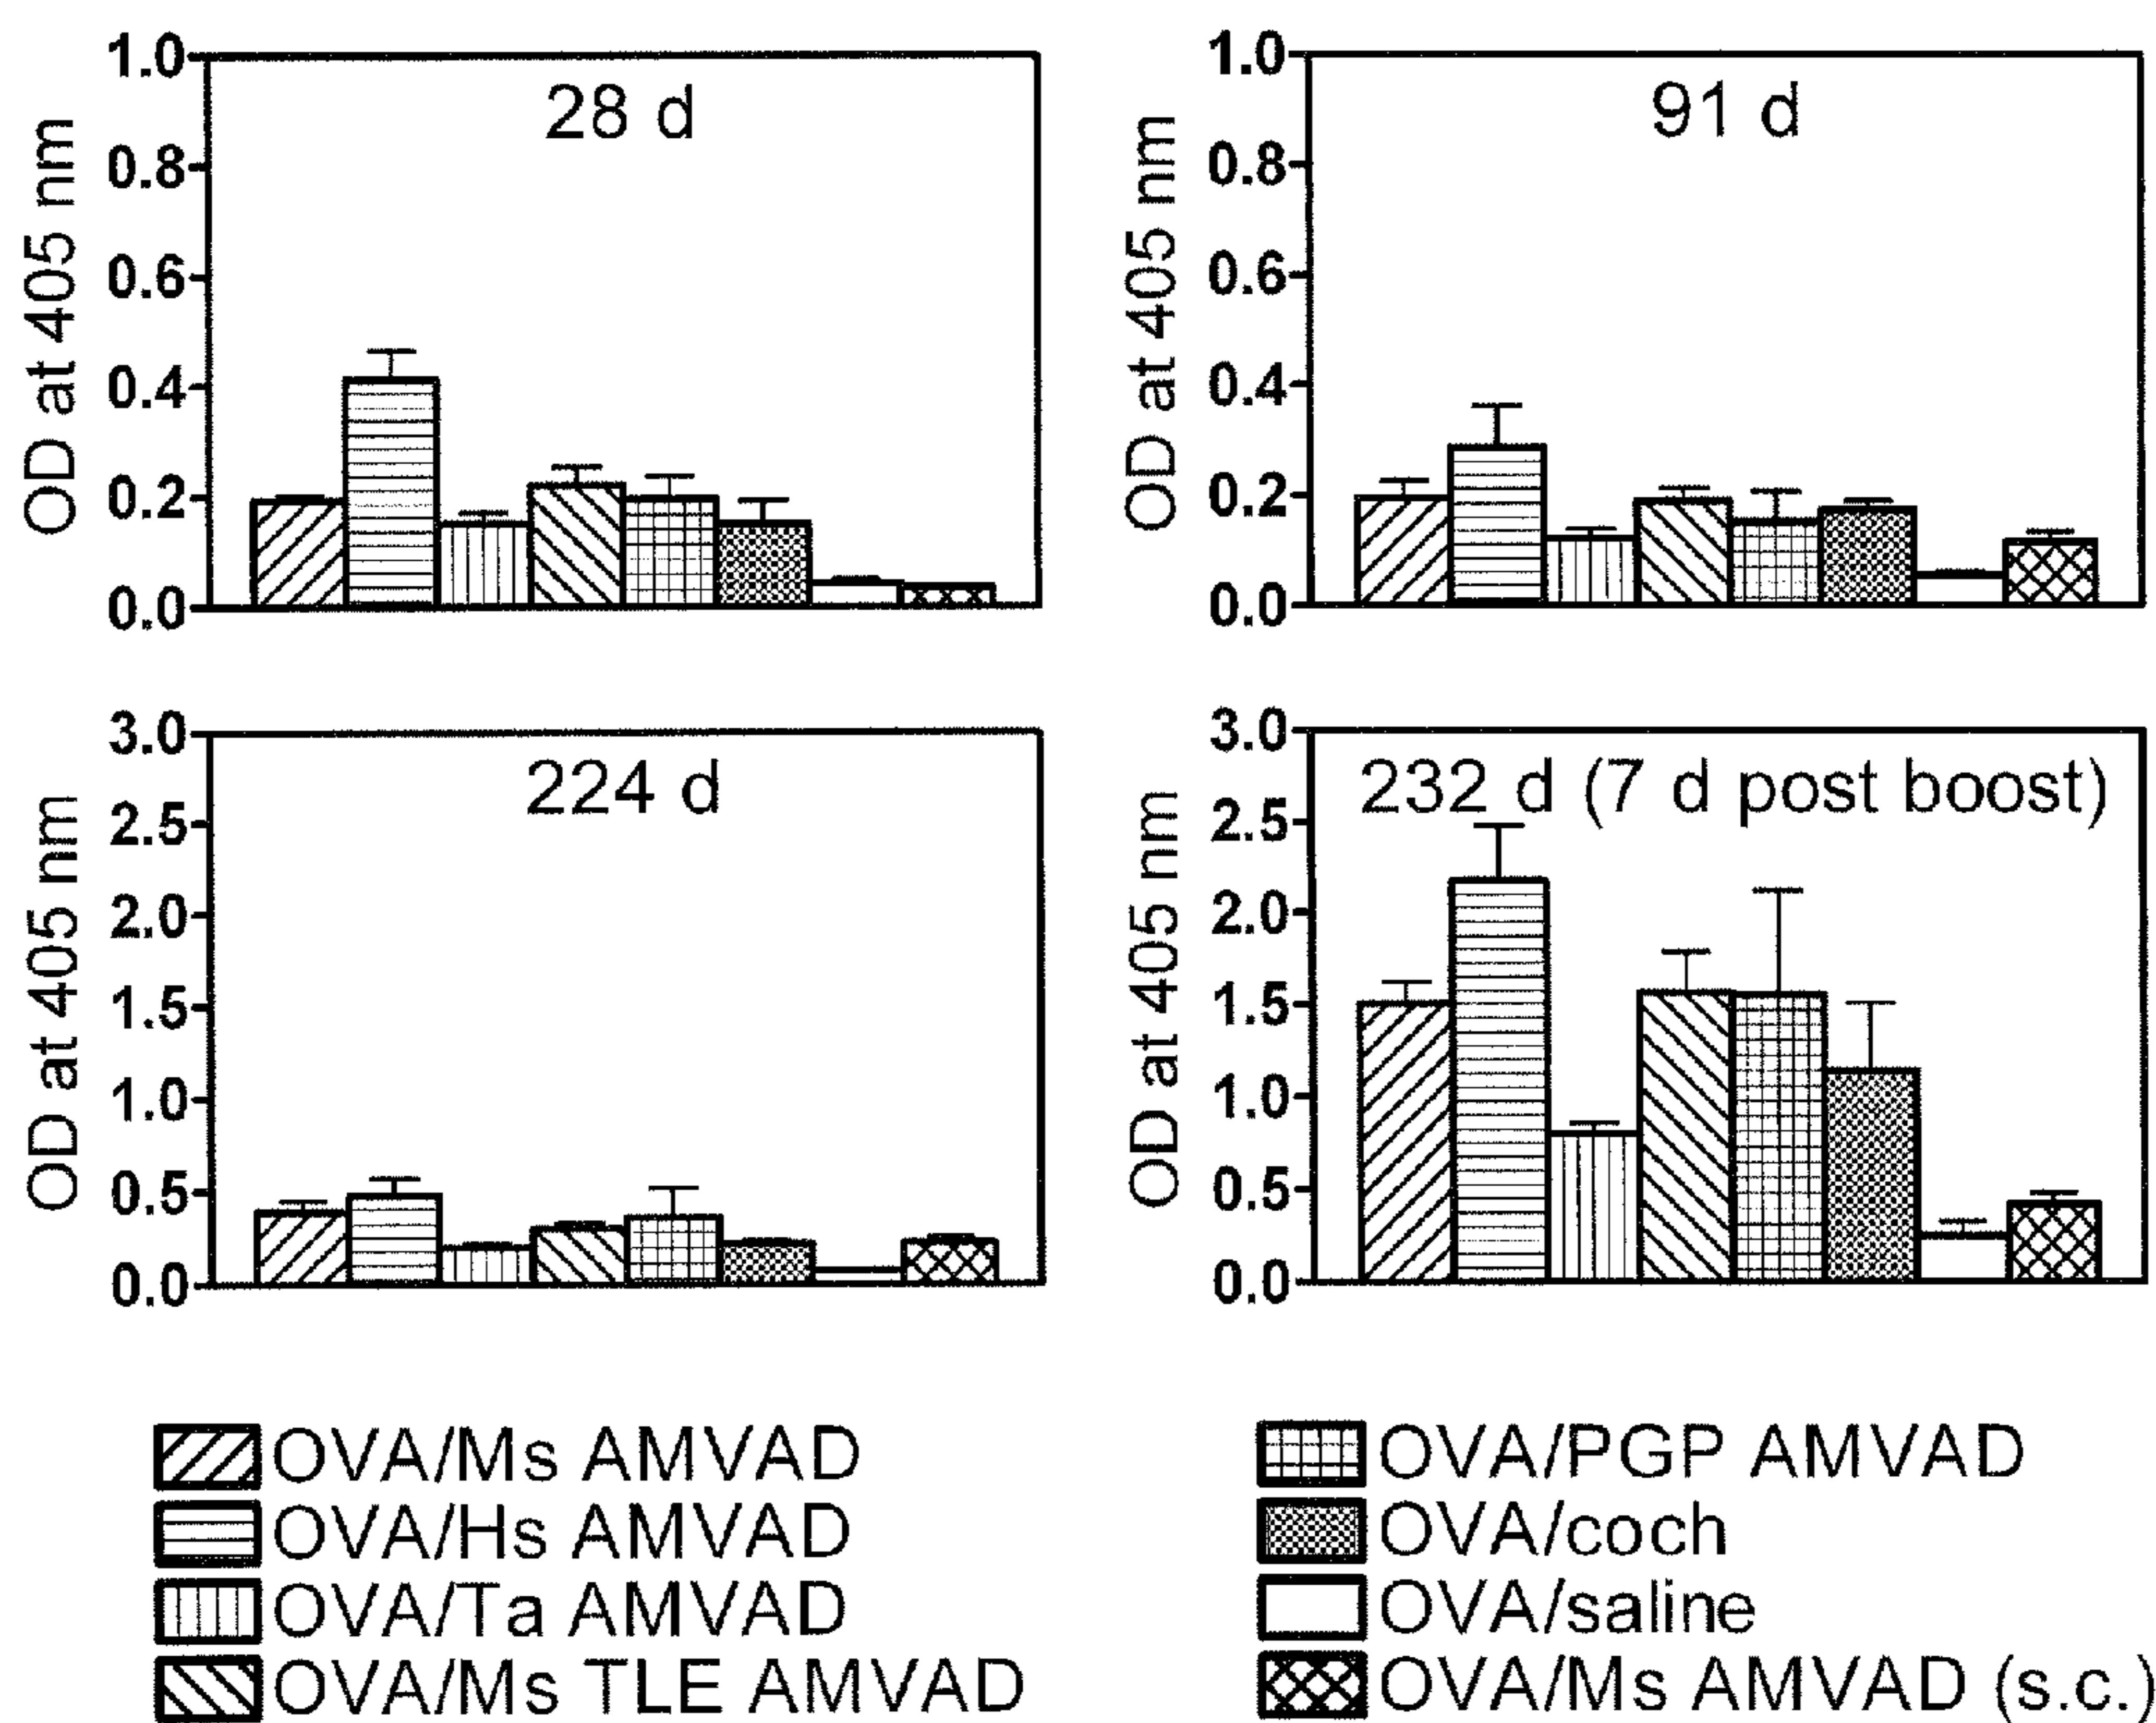 28 d
OD at 405 nm
1.0
0.8
0.6
0.4
0.2
0.0
91 d
OD at 405 nm
1.0
0.8
0.6
0.4
0.2
0.0
224 d
OD at 405 nm
3.0
2.5
2.0
1.5
1.0
0.5
0.0
232 d (7 d post boost)
OD at 405 nm
3.0
2.5
2.0
1.5
1.0
0.5
0.0
OVA/Ms AMVAD
OVA/Hs AMVAD
OVA/Ta AMVAD
OVA/Ms TLE AMVAD
OVA/PGP AMVAD
OVA/coch
OVA/saline
OVA/Ms AMVAD (s.c.)